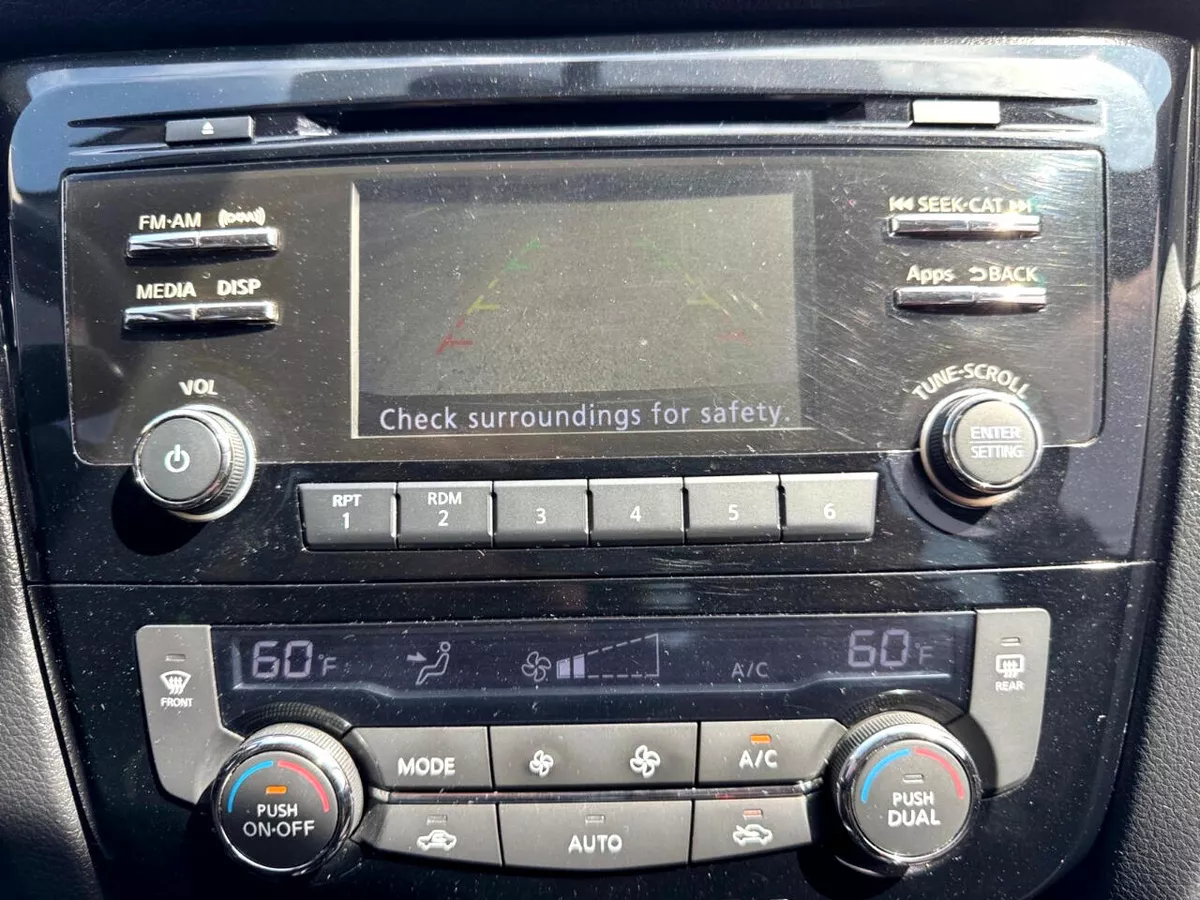 FM·AM
SEEK·CAT
MEDIA DISP
Apps BACK
VOL
TUNE·SCROLL
Check surroundings for safety.
ENTER
SETTING
RPT
1
RDM
2
3
4
5
6
60°F
A/C
60°F
FRONT
REAR
MODE
A/C
PUSH
ON·OFF
AUTO
PUSH
DUAL